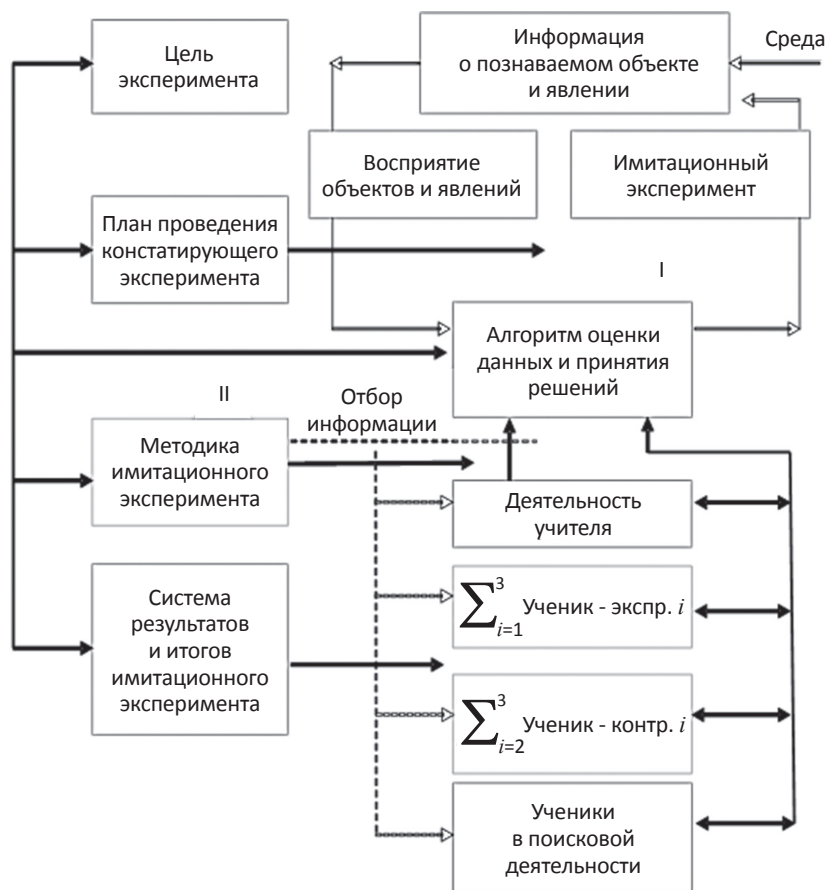 Цель
эксперимента
Информация
о познаваемом объекте
и явлении
Среда
Восприятие
объектов и явлений
Имитационный
эксперимент
План проведения
констатирующего
эксперимента
I
Алгоритм оценки
данных и принятия
решений
II
Отбор
информации
Методика
имитационного
эксперимента
Деятельность
учителя
Система
результатов
и итогов
имитационного
эксперимента
∑³ᵢ₌₁ Ученик - экспр. i
∑³ᵢ₌₂ Ученик - контр. i
Ученики
в поисковой
деятельности